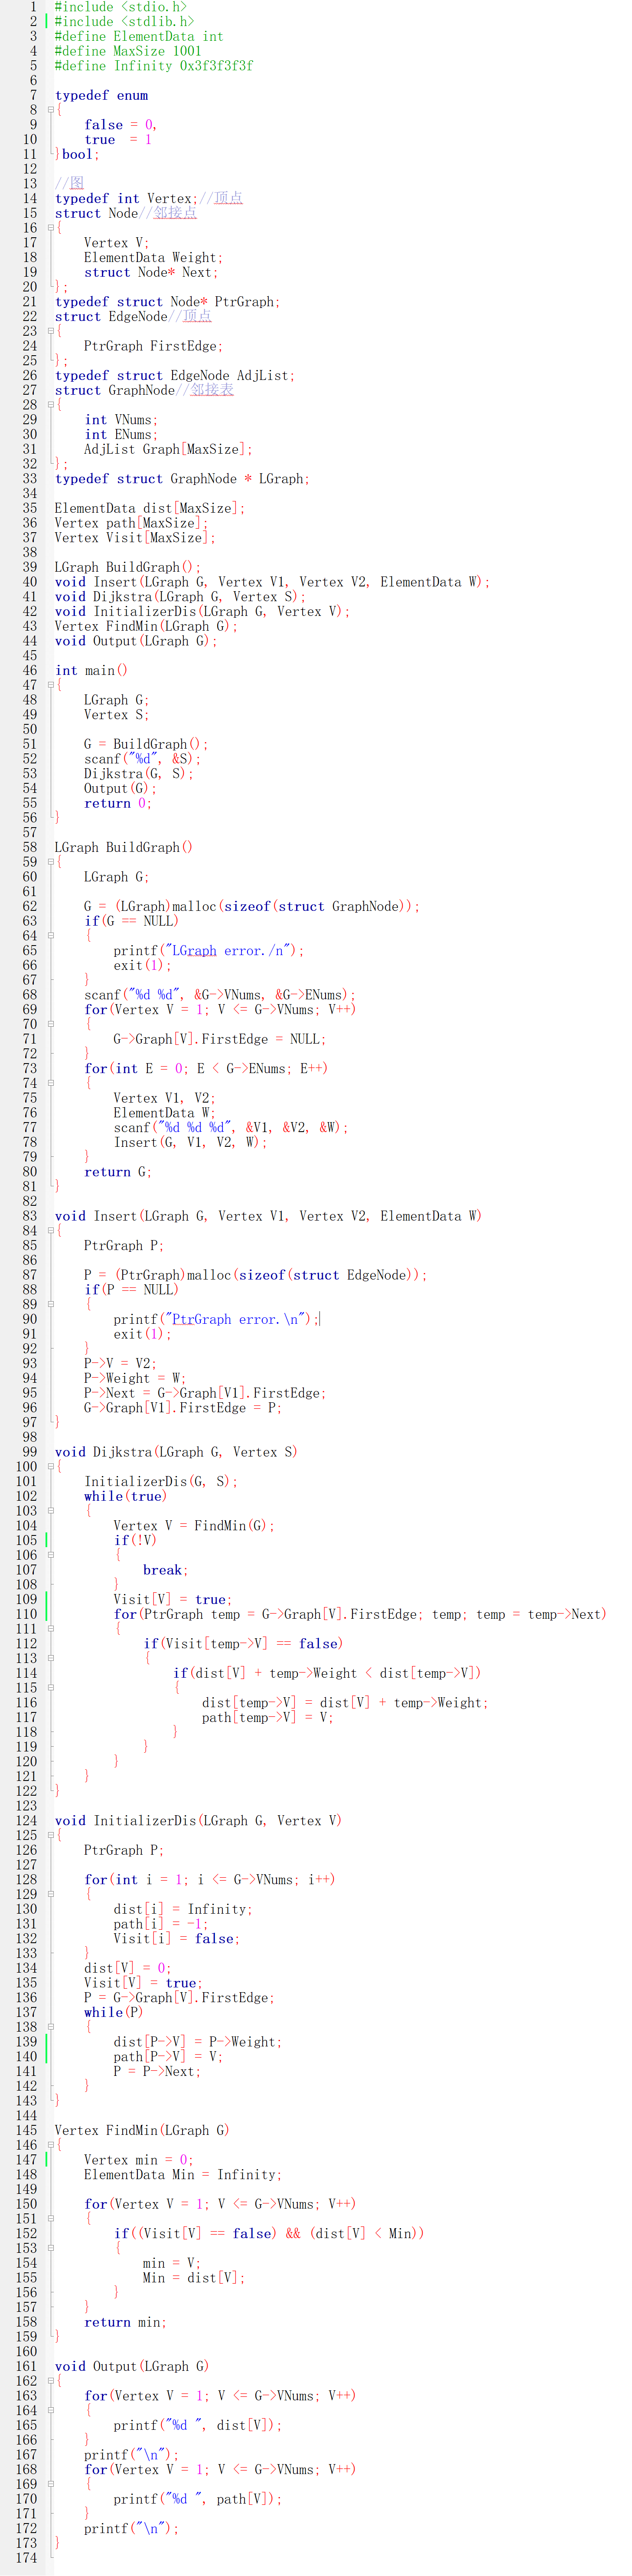 1 #include <stdio.h>
2 #include <stdlib.h>
3 #define ElementData int
4 #define MaxSize 1001
5 #define Infinity 0x3f3f3f3f
6
7 typedef enum
8 {
9     false = 0,
10     true  = 1
11 }bool;
12
13 //图
14 typedef int Vertex;//顶点
15 struct Node//邻接点
16 {
17     Vertex V;
18     ElementData Weight;
19     struct Node* Next;
20 };
21 typedef struct Node* PtrGraph;
22 struct EdgeNode//顶点
23 {
24     PtrGraph FirstEdge;
25 };
26 typedef struct EdgeNode AdjList;
27 struct GraphNode//邻接表
28 {
29     int VNums;
30     int ENums;
31     AdjList Graph[MaxSize];
32 };
33 typedef struct GraphNode * LGraph;
34
35 ElementData dist[MaxSize];
36 Vertex path[MaxSize];
37 Vertex Visit[MaxSize];
38
39 LGraph BuildGraph();
40 void Insert(LGraph G, Vertex V1, Vertex V2, ElementData W);
41 void Dijkstra(LGraph G, Vertex S);
42 void InitializerDis(LGraph G, Vertex V);
43 Vertex FindMin(LGraph G);
44 void Output(LGraph G);
45
46 int main()
47 {
48     LGraph G;
49     Vertex S;
50
51     G = BuildGraph();
52     scanf("%d", &S);
53     Dijkstra(G, S);
54     Output(G);
55     return 0;
56 }
57
58 LGraph BuildGraph()
59 {
60     LGraph G;
61
62     G = (LGraph)malloc(sizeof(struct GraphNode));
63     if(G == NULL)
64     {
65         printf("LGraph error./n");
66         exit(1);
67     }
68     scanf("%d %d", &G->VNums, &G->ENums);
69     for(Vertex V = 1; V <= G->VNums; V++)
70     {
71         G->Graph[V].FirstEdge = NULL;
72     }
73     for(int E = 0; E < G->ENums; E++)
74     {
75         Vertex V1, V2;
76         ElementData W;
77         scanf("%d %d %d", &V1, &V2, &W);
78         Insert(G, V1, V2, W);
79     }
80     return G;
81 }
82
83 void Insert(LGraph G, Vertex V1, Vertex V2, ElementData W)
84 {
85     PtrGraph P;
86
87     P = (PtrGraph)malloc(sizeof(struct EdgeNode));
88     if(P == NULL)
89     {
90         printf("PtrGraph error.\n");
91         exit(1);
92     }
93     P->V = V2;
94     P->Weight = W;
95     P->Next = G->Graph[V1].FirstEdge;
96     G->Graph[V1].FirstEdge = P;
97 }
98
99 void Dijkstra(LGraph G, Vertex S)
100 {
101     InitializerDis(G, S);
102     while(true)
103     {
104         Vertex V = FindMin(G);
105         if(!V)
106         {
107             break;
108         }
109         Visit[V] = true;
110         for(PtrGraph temp = G->Graph[V].FirstEdge; temp; temp = temp->Next)
111         {
112             if(Visit[temp->V] == false)
113             {
114                 if(dist[V] + temp->Weight < dist[temp->V])
115                 {
116                     dist[temp->V] = dist[V] + temp->Weight;
117                     path[temp->V] = V;
118                 }
119             }
120         }
121     }
122 }
123
124 void InitializerDis(LGraph G, Vertex V)
125 {
126     PtrGraph P;
127
128     for(int i = 1; i <= G->VNums; i++)
129     {
130         dist[i] = Infinity;
131         path[i] = -1;
132         Visit[i] = false;
133     }
134     dist[V] = 0;
135     Visit[V] = true;
136     P = G->Graph[V].FirstEdge;
137     while(P)
138     {
139         dist[P->V] = P->Weight;
140         path[P->V] = V;
141         P = P->Next;
142     }
143 }
144
145 Vertex FindMin(LGraph G)
146 {
147     Vertex min = 0;
148     ElementData Min = Infinity;
149
150     for(Vertex V = 1; V <= G->VNums; V++)
151     {
152         if((Visit[V] == false) && (dist[V] < Min))
153         {
154             min = V;
155             Min = dist[V];
156         }
157     }
158     return min;
159 }
160
161 void Output(LGraph G)
162 {
163     for(Vertex V = 1; V <= G->VNums; V++)
164     {
165         printf("%d ", dist[V]);
166     }
167     printf("\n");
168     for(Vertex V = 1; V <= G->VNums; V++)
169     {
170         printf("%d ", path[V]);
171     }
172     printf("\n");
173 }
174